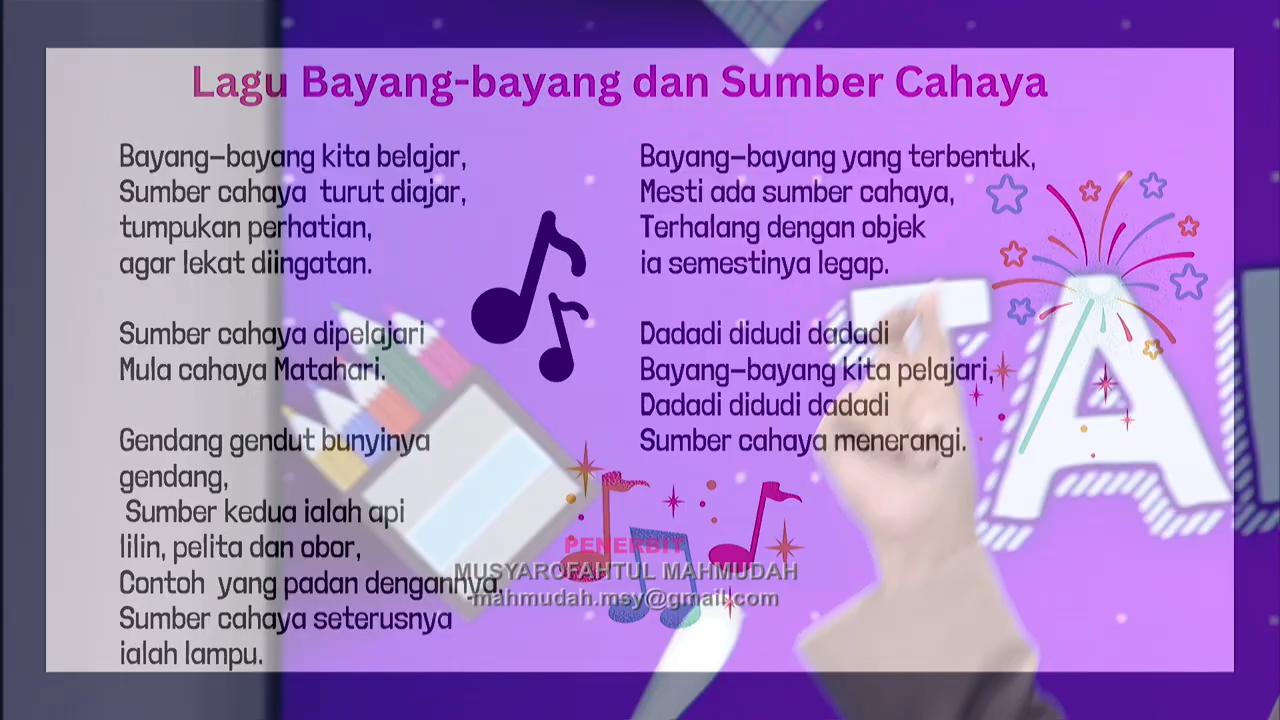 Lagu Bayang-bayang dan Sumber Cahaya
Bayang-bayang kita belajar,
Sumber cahaya turut diajar,
tumpukan perhatian,
agar lekat diingatan.
Sumber cahaya dipelajari
Mula cahaya Matahari.
Gendang gendut bunyinya
gendang,
Sumber kedua ialah api
lilin, pelita dan obor,
Contoh yang padan dengannya.
Sumber cahaya seterusnya
ialah lampu.
Bayang-bayang yang terbentuk,
Mesti ada sumber cahaya,
Terhalang dengan objek
ia semestinya legap.
Dadadi didudi dadadi
Bayang-bayang kita pelajari,
Dadadi didudi dadadi
Sumber cahaya menerangi.
TA
PENERBIT
MUSYAROFAHTUL MAHMUDAH
mahmudah.msy@gmail.com